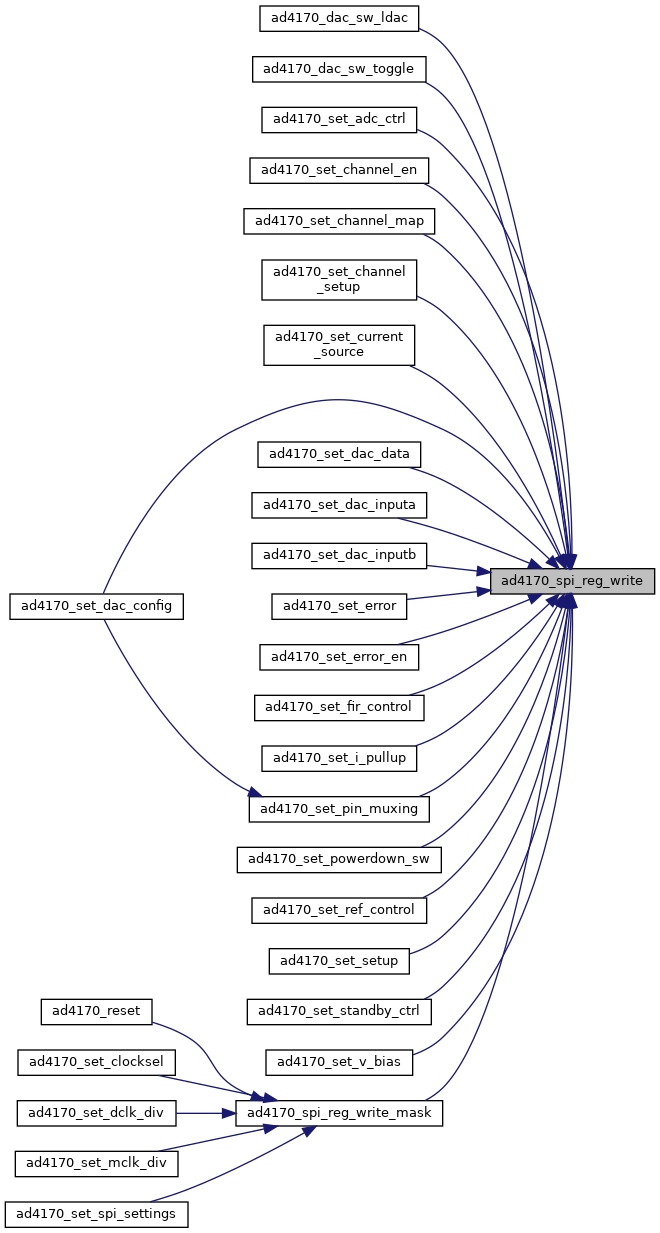 ad4170_dac_sw_ldac
ad4170_dac_sw_toggle
ad4170_set_adc_ctrl
ad4170_set_channel_en
ad4170_set_channel_map
ad4170_set_channel
_setup
ad4170_set_current
_source
ad4170_set_dac_data
ad4170_set_dac_inputa
ad4170_set_dac_inputb
ad4170_spi_reg_write
ad4170_set_dac_config
ad4170_set_error
ad4170_set_error_en
ad4170_set_fir_control
ad4170_set_i_pullup
ad4170_set_pin_muxing
ad4170_set_powerdown_sw
ad4170_set_ref_control
ad4170_set_setup
ad4170_set_standby_ctrl
ad4170_reset
ad4170_set_v_bias
ad4170_set_clocksel
ad4170_set_dclk_div
ad4170_spi_reg_write_mask
ad4170_set_mclk_div
ad4170_set_spi_settings